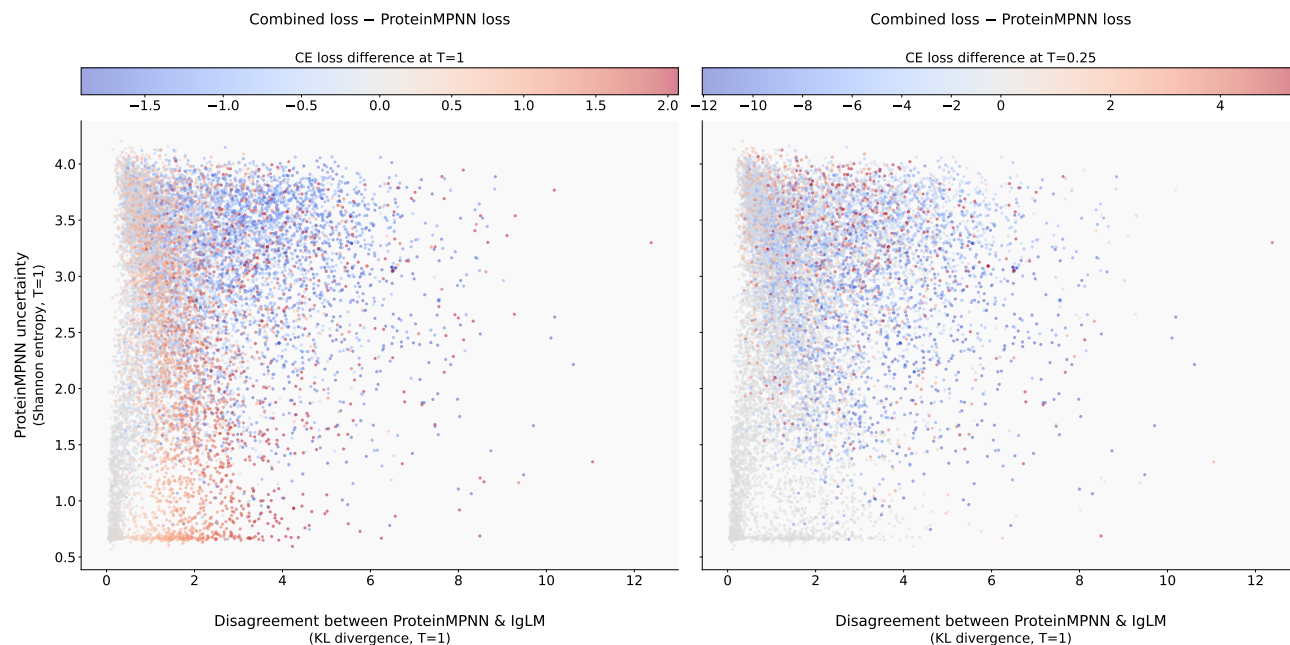 Combined loss − ProteinMPNN loss
CE loss difference at T=1
−1.5 −1.0 −0.5 0.0 0.5 1.0 1.5 2.0
4.0
3.5
3.0
2.5
2.0
1.5
1.0
0.5
ProteinMPNN uncertainty
(Shannon entropy, T=1)
0 2 4 6 8 10 12
Disagreement between ProteinMPNN & IgLM
(KL divergence, T=1)
Combined loss − ProteinMPNN loss
CE loss difference at T=0.25
−12 −10 −8 −6 −4 −2 0 2 4
0 2 4 6 8 10 12
Disagreement between ProteinMPNN & IgLM
(KL divergence, T=1)